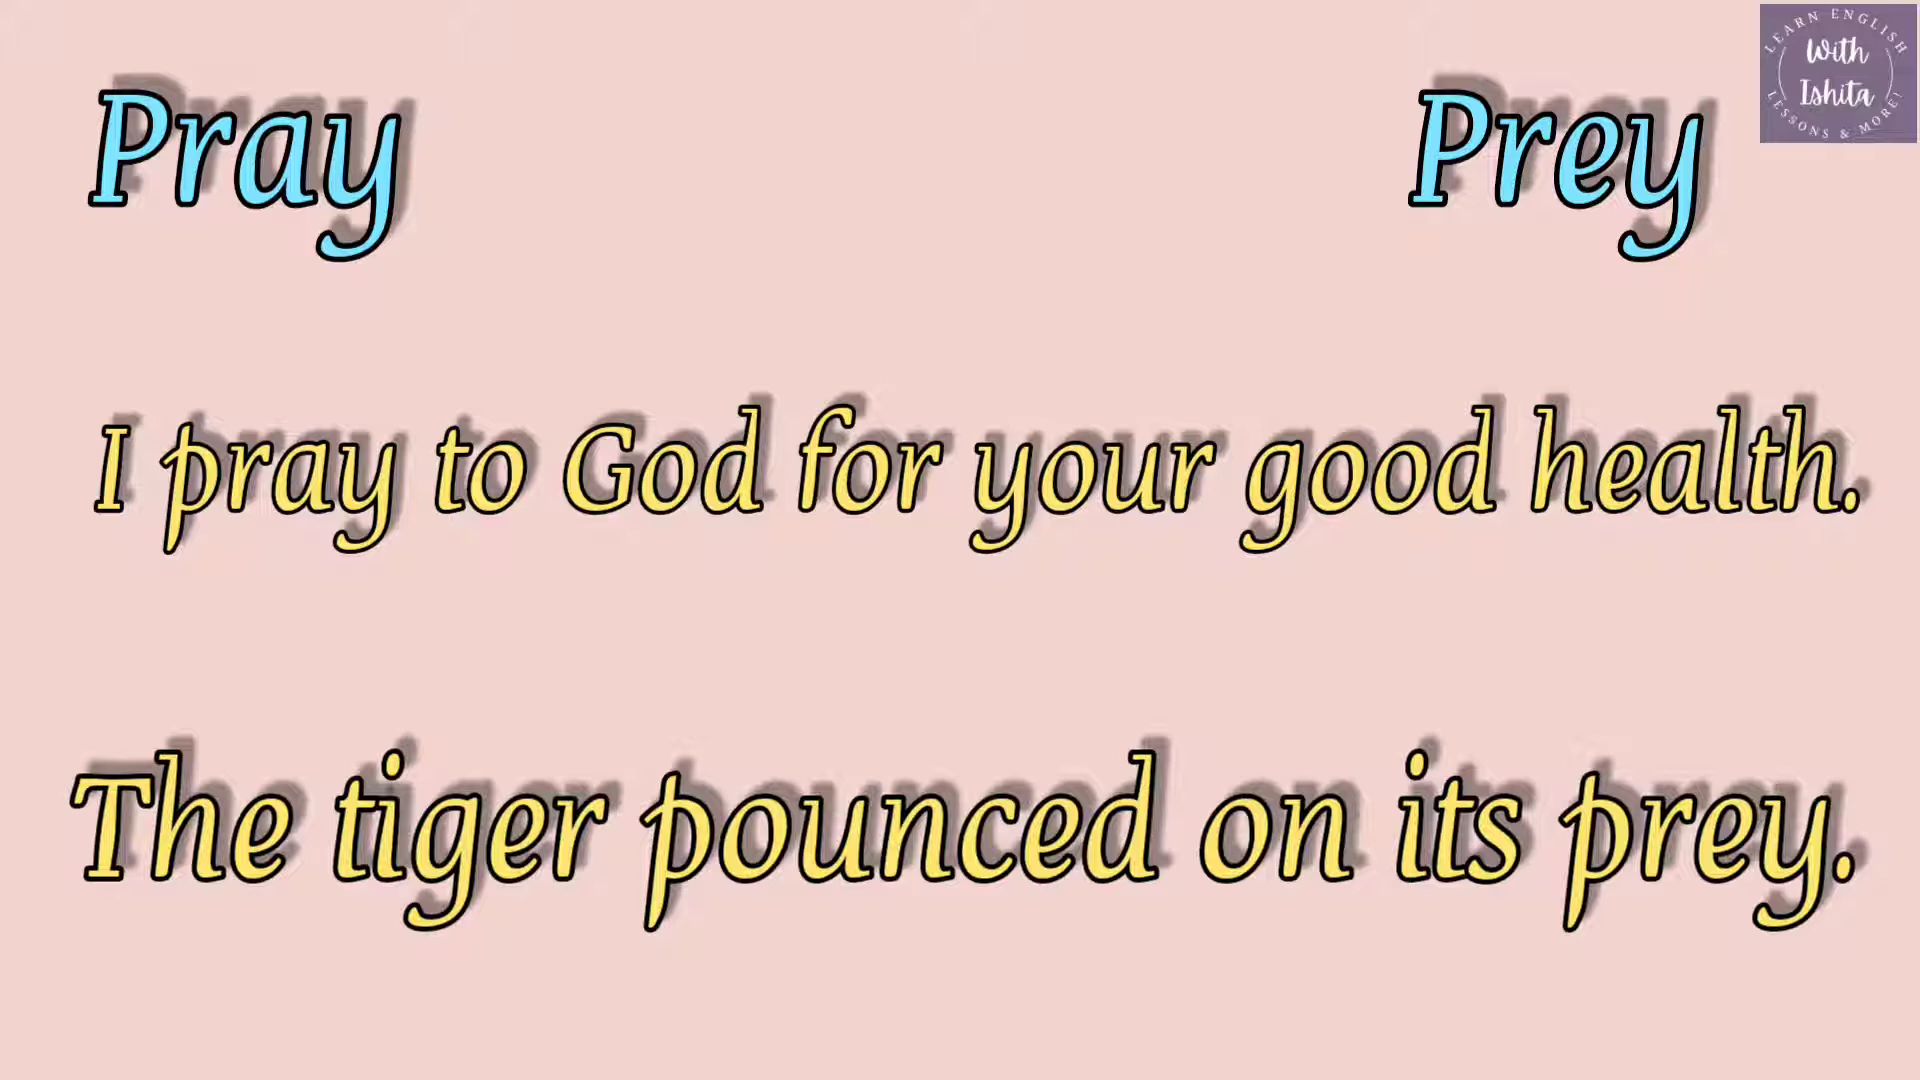 Pray
Prey
LEARN ENGLISH
With
Ishita
LESSONS & MORE!
I pray to God for your good health.
The tiger pounced on its prey.